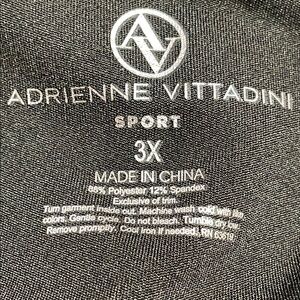 AV
ADRIENNE VITTADINI
SPORT
3X
MADE IN CHINA
88% Polyester 12% Spandex
Exclusive of trim.
Turn garment inside out. Machine wash cold with like
colors. Gentle cycle. Do not bleach. Tumble dry low
Remove promptly. Cool iron if needed. RN